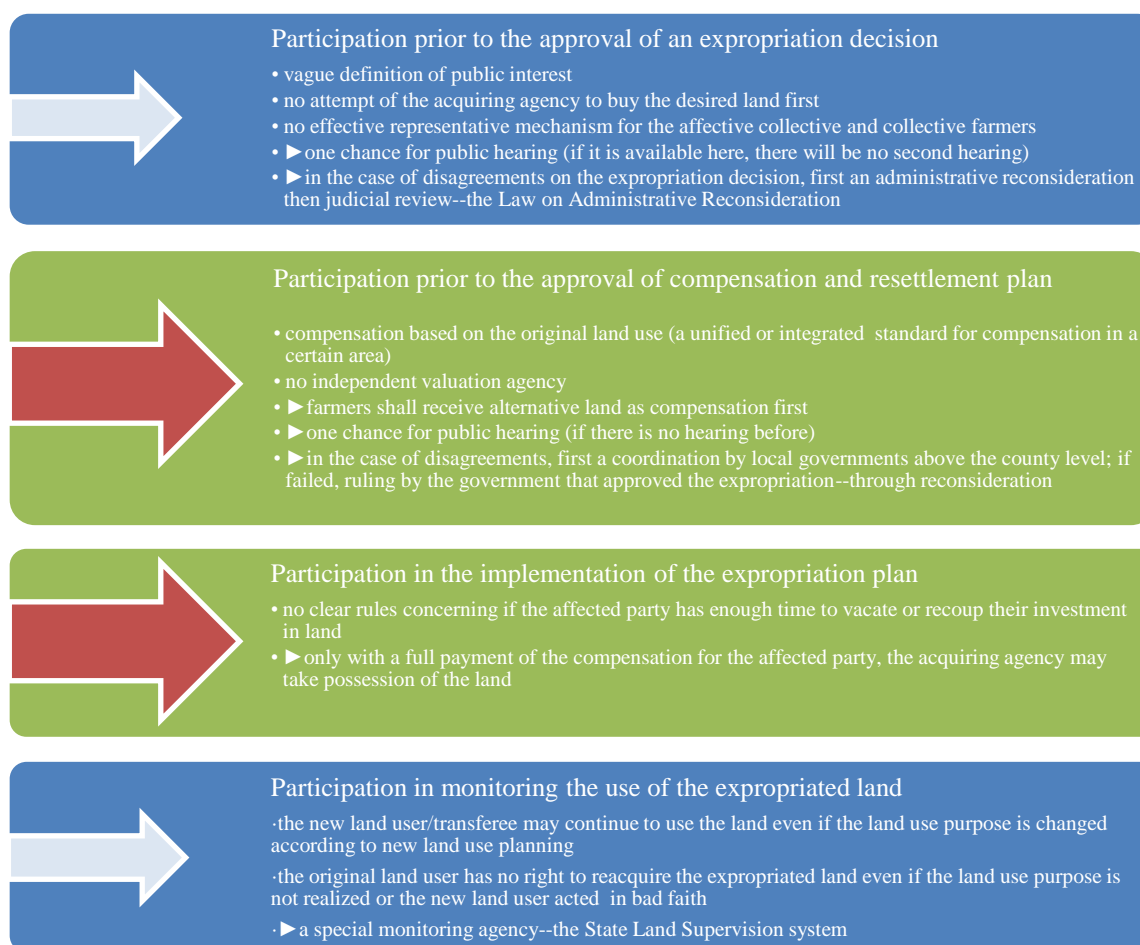 Participation prior to the approval of an expropriation decision
• vague definition of public interest
• no attempt of the acquiring agency to buy the desired land first
• no effective representative mechanism for the affective collective and collective farmers
• ►one chance for public hearing (if it is available here, there will be no second hearing)
• ►in the case of disagreements on the expropriation decision, first an administrative reconsideration
then judicial review--the Law on Administrative Reconsideration
Participation prior to the approval of compensation and resettlement plan
• compensation based on the original land use (a unified or integrated standard for compensation in a
certain area)
• no independent valuation agency
• ►farmers shall receive alternative land as compensation first
• ►one chance for public hearing (if there is no hearing before)
• ►in the case of disagreements, first a coordination by local governments above the county level; if
failed, ruling by the government that approved the expropriation--through reconsideration
Participation in the implementation of the expropriation plan
• no clear rules concerning if the affected party has enough time to vacate or recoup their investment
in land
• ►only with a full payment of the compensation for the affected party, the acquiring agency may
take possession of the land
Participation in monitoring the use of the expropriated land
·the new land user/transferee may continue to use the land even if the land use purpose is changed
according to new land use planning
·the original land user has no right to reacquire the expropriated land even if the land use purpose is
not realized or the new land user acted in bad faith
·►a special monitoring agency--the State Land Supervision system